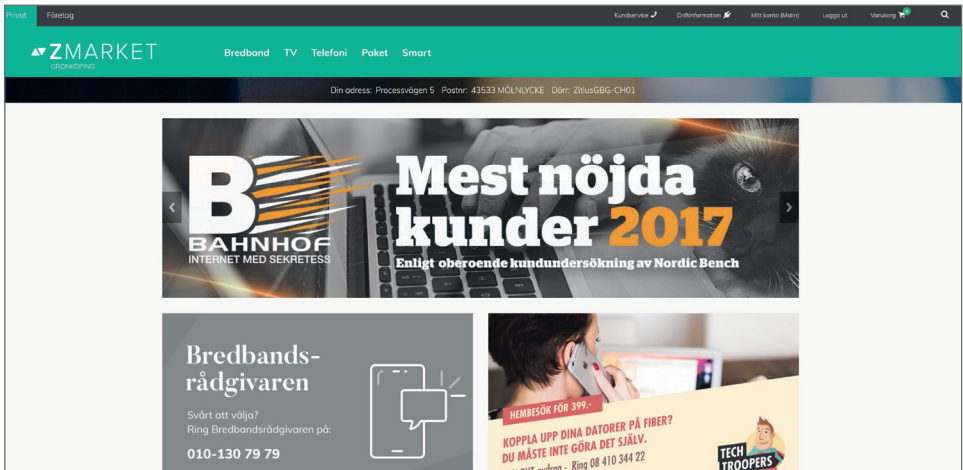 Privat Företag Kundservice Driftinformation Mitt konto (Malin) Logga ut Varukorg
ZMARKET
GRÖNKÖPING
Bredband TV Telefoni Paket Smart
Din adress: Processvägen 5 Postnr: 43533 MÖLNLYCKE Dörr: ZitiusGBG-CH01
BAHNHOF
INTERNET MED SEKRETESS
Mest nöjda
kunder 2017
Enligt oberoende kundundersökning av Nordic Bench
Bredbands-
rådgivaren
Svårt att välja?
Ring Bredbandsrådgivaren på:
010-130 79 79
HEMBESÖK FÖR 399.-
KOPPLA UPP DINA DATORER PÅ FIBER?
DU MÅSTE INTE GÖRA DET SJÄLV.
Ring 08 410 344 22
TECH
TROOPERS